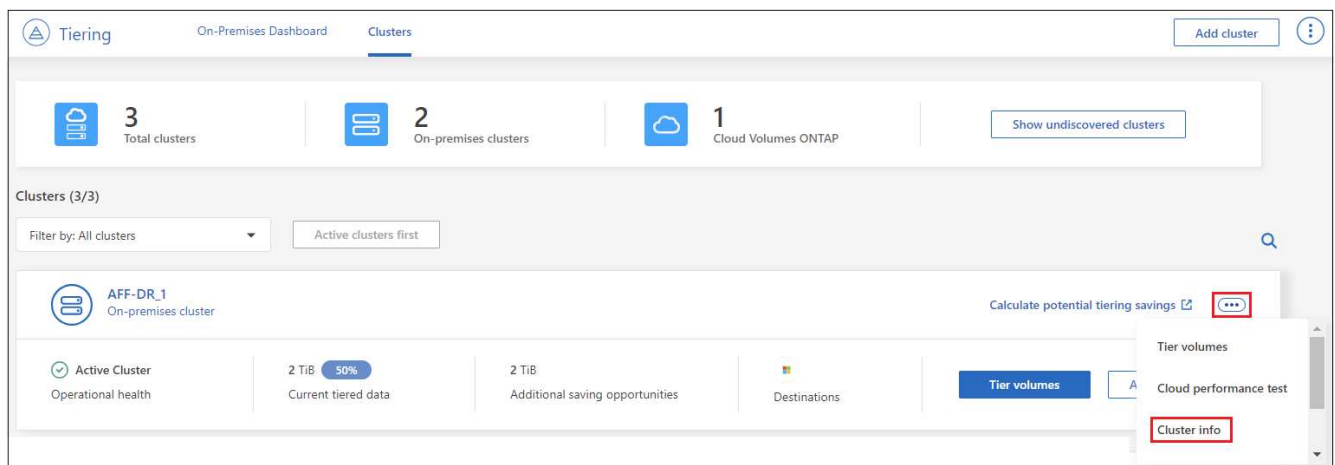 Tiering
On-Premises Dashboard
Clusters
Add cluster
3
Total clusters
2
On-premises clusters
1
Cloud Volumes ONTAP
Show undiscovered clusters
Clusters (3/3)
Filter by: All clusters
Active clusters first
AFF-DR_1
On-premises cluster
Calculate potential tiering savings
Active Cluster
Operational health
2 TiB 50%
Current tiered data
2 TiB
Additional saving opportunities
Destinations
Tier volumes
A
Tier volumes
Cloud performance test
Cluster info